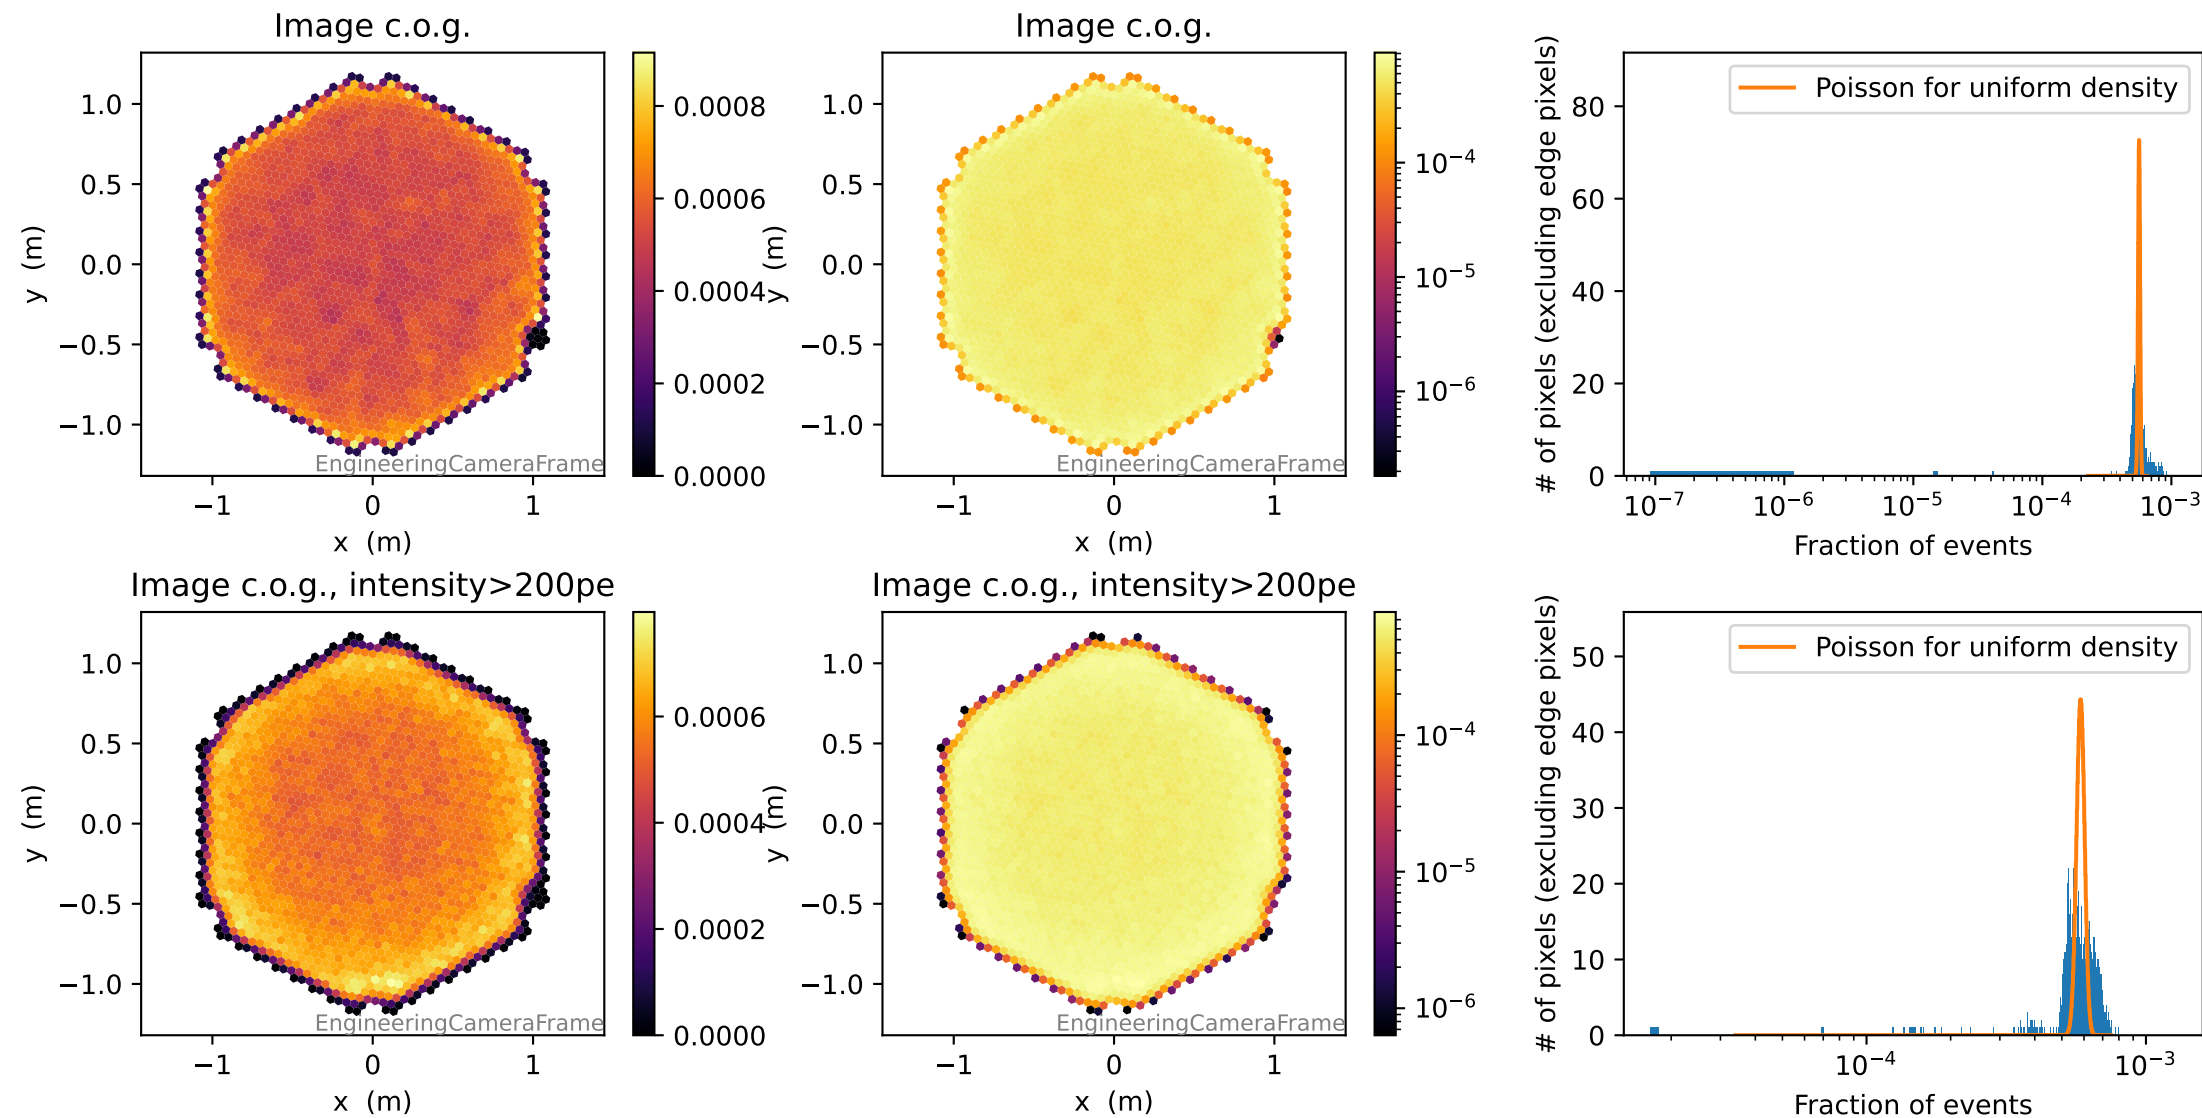 Image c.o.g.
1.0
0.5
0.0
−0.5
−1.0
y (m)
−1
0
1
x (m)
EngineeringCameraFrame
0.0008
0.0006
0.0004
0.0002
0.0000
Image c.o.g.
1.0
0.5
0.0
−0.5
−1.0
y (m)
−1
0
1
x (m)
EngineeringCameraFrame
10⁻⁴
10⁻⁵
10⁻⁶
Poisson for uniform density
# of pixels (excluding edge pixels)
80
60
40
20
0
10⁻⁷
10⁻⁶
10⁻⁵
10⁻⁴
10⁻³
Fraction of events
Image c.o.g., intensity>200pe
1.0
0.5
0.0
−0.5
−1.0
y (m)
−1
0
1
x (m)
EngineeringCameraFrame
0.0006
0.0004
0.0002
0.0000
Image c.o.g., intensity>200pe
1.0
0.5
0.0
−0.5
−1.0
y (m)
−1
0
1
x (m)
EngineeringCameraFrame
10⁻⁴
10⁻⁵
10⁻⁶
Poisson for uniform density
# of pixels (excluding edge pixels)
50
40
30
20
10
0
10⁻⁴
10⁻³
Fraction of events